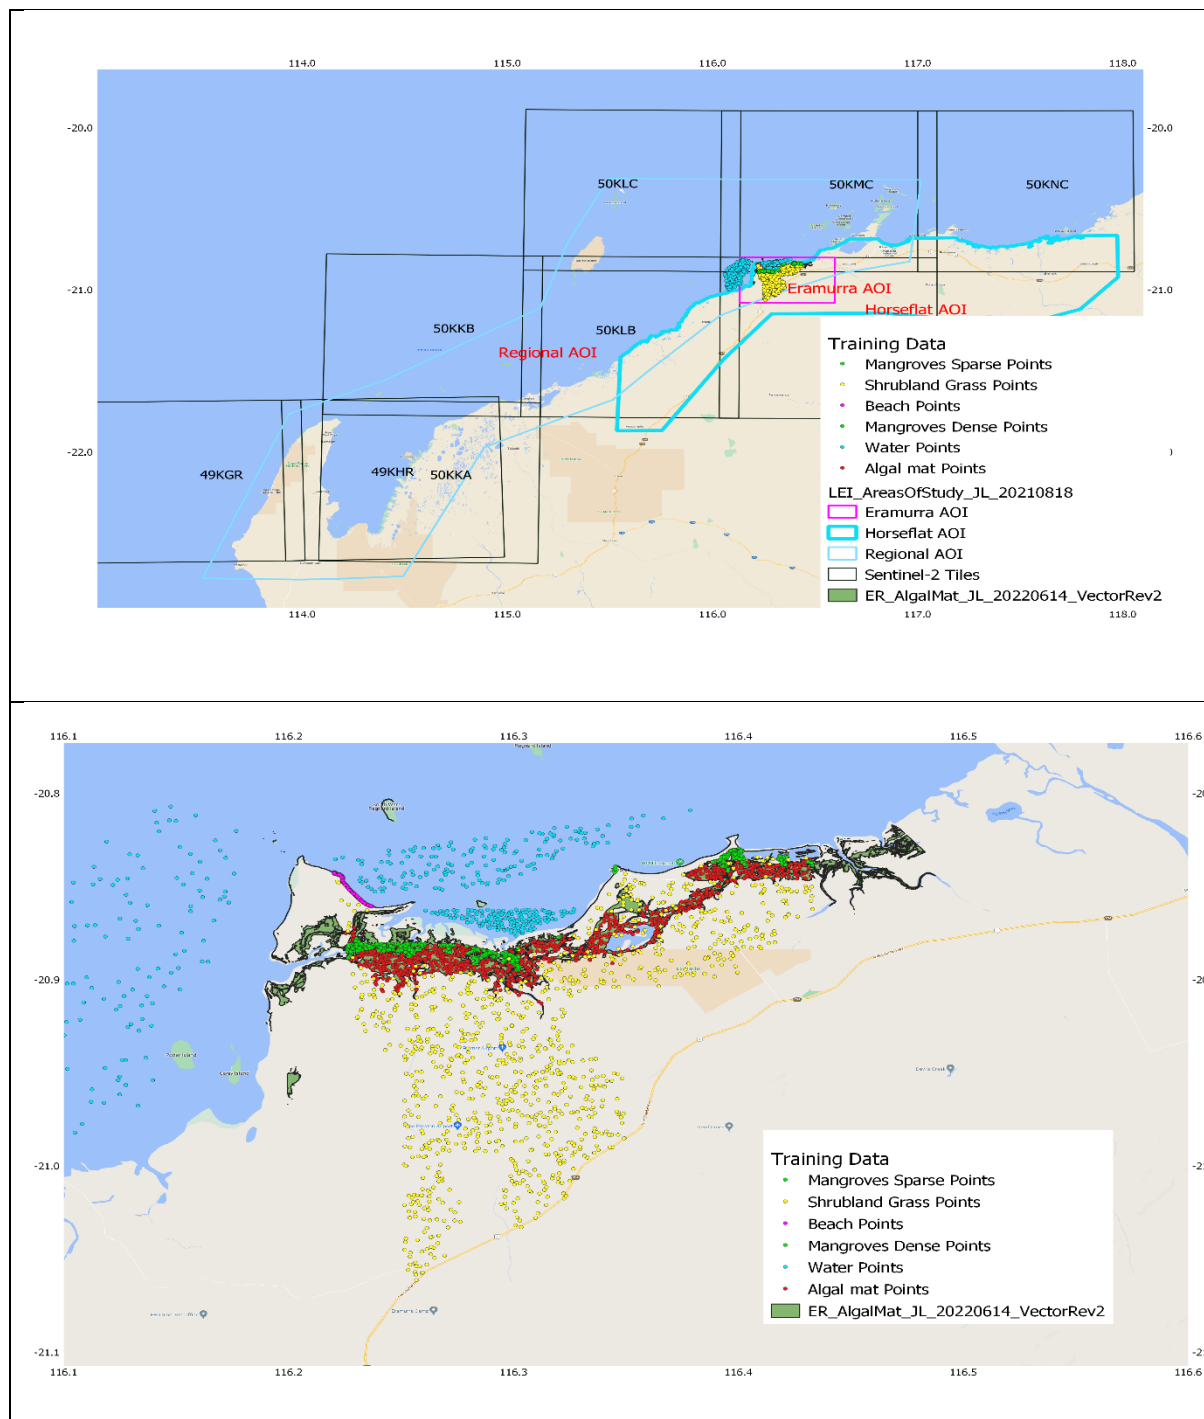 114.0 115.0 116.0 117.0 118.0
-20.0 -20.0
50KLC 50KMC 50KNC
-21.0 -21.0
Eramurra AOI
Horseflat AOI
50KKB 50KLB
Regional AOI
Training Data
Mangroves Sparse Points
Shrubland Grass Points
Beach Points
Mangroves Dense Points
Water Points
Algal mat Points
-22.0
49KGR 49KHR 50KKA
LEI_AreasOfStudy_JL_20210818
Eramurra AOI
Horseflat AOI
Regional AOI
Sentinel-2 Tiles
ER_AlgalMat_JL_20220614_VectorRev2
114.0 115.0 116.0 117.0 118.0
116.1 116.2 116.3 116.4 116.5 116.6
-20.8 -20
-20.9 -20
-21.0 -2
Training Data
Mangroves Sparse Points
Shrubland Grass Points
Beach Points
Mangroves Dense Points
Water Points
Algal mat Points
ER_AlgalMat_JL_20220614_VectorRev2
-21.1 -2
116.1 116.2 116.3 116.4 116.5 116.6